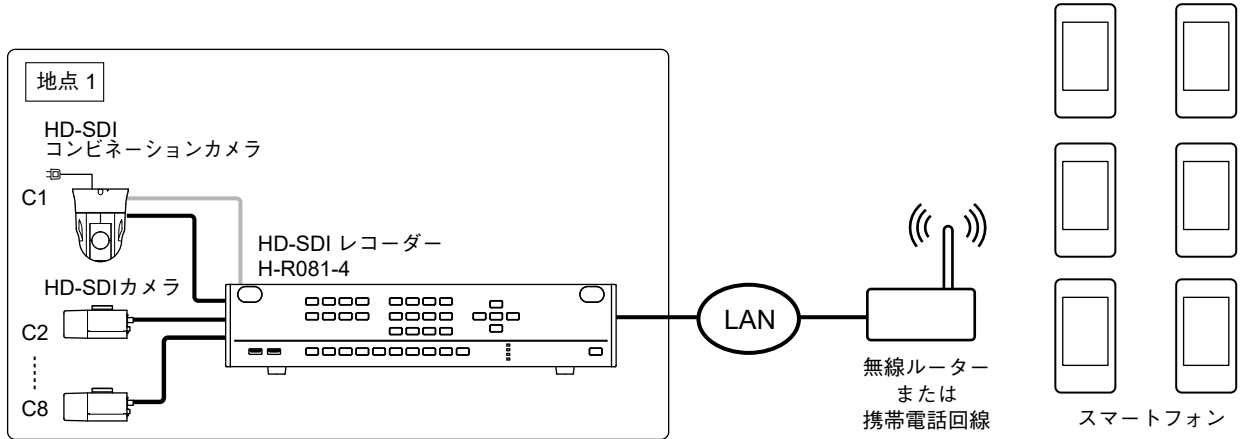 地点 1
HD-SDI
コンビネーションカメラ
C1
HD-SDI レコーダー
H-R081-4
HD-SDIカメラ
C2
C8
LAN
無線ルーター
または
携帯電話回線
スマートフォン